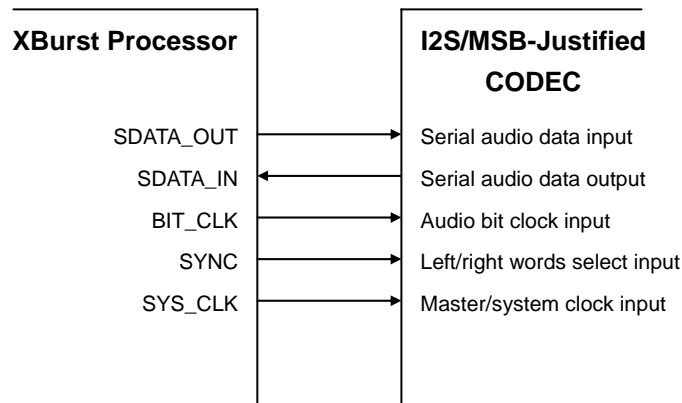 XBurst Processor
I2S/MSB-Justified
CODEC
SDATA_OUT
Serial audio data input
SDATA_IN
Serial audio data output
BIT_CLK
Audio bit clock input
SYNC
Left/right words select input
SYS_CLK
Master/system clock input